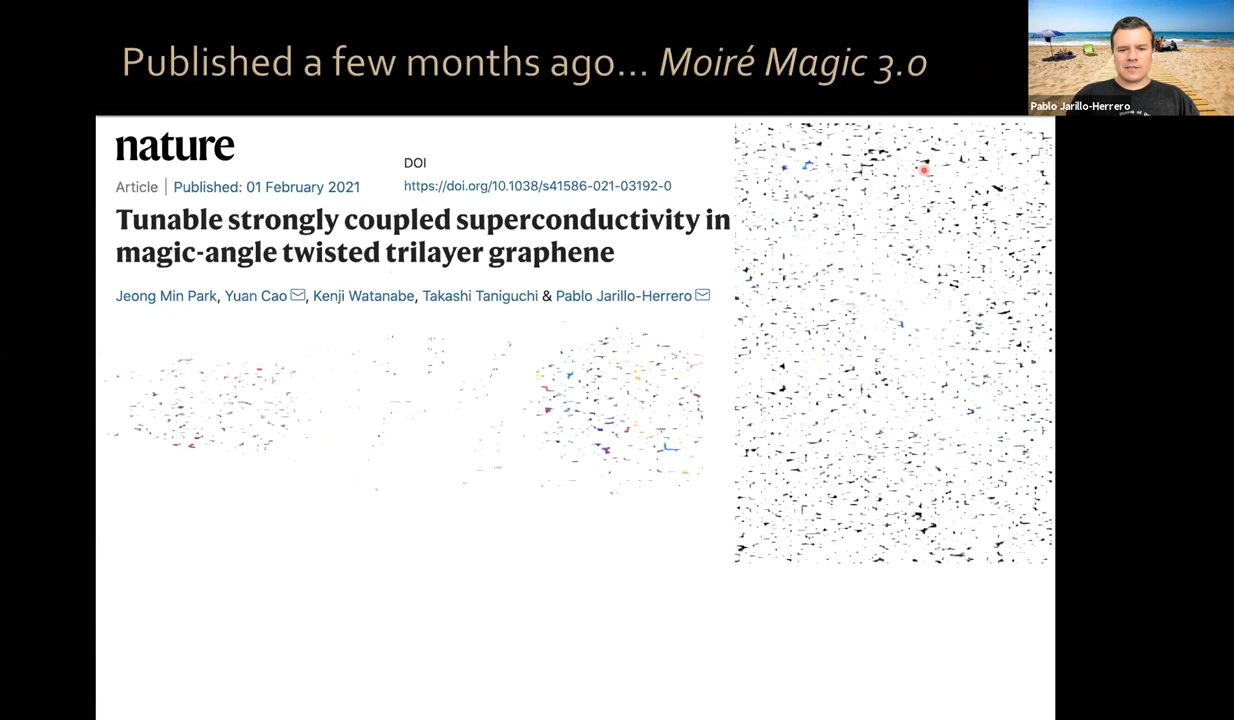 Published a few months ago... Moiré Magic 3.0
Pablo Jarillo-Herrero
nature
DOI
Article | Published: 01 February 2021
https://doi.org/10.1038/s41586-021-03192-0
Tunable strongly coupled superconductivity in
magic-angle twisted trilayer graphene
Jeong Min Park, Yuan Cao, Kenji Watanabe, Takashi Taniguchi & Pablo Jarillo-Herrero